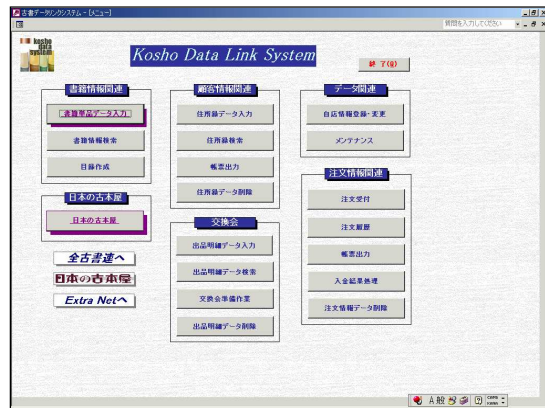 古書データリンクシステム - [メニュー]
質問を入力してください
kosho
data
system
Kosho Data Link System
終 了(Q)
書籍情報関連
書籍単品データ入力
書籍情報検索
目録作成
日本の古本屋
日本の古本屋
全古書連へ
日本の古本屋
Extra Netへ
顧客情報関連
住所録データ入力
住所録検索
帳票出力
住所録データ削除
交換会
出品明細データ入力
出品明細データ検索
交換会準備作業
出品明細データ削除
データ関連
自店情報登録・変更
メンテナンス
注文情報関連
注文受付
注文履歴
帳票出力
入金結果処理
注文情報データ削除
A 般
CAPS
KANA